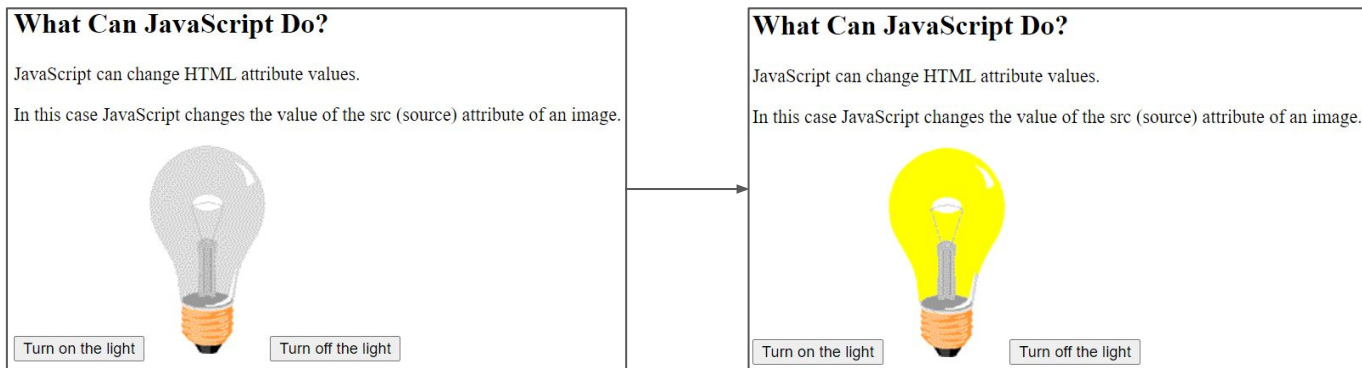 What Can JavaScript Do?
JavaScript can change HTML attribute values.
In this case JavaScript changes the value of the src (source) attribute of an image.
Turn on the light
Turn off the light
What Can JavaScript Do?
JavaScript can change HTML attribute values.
In this case JavaScript changes the value of the src (source) attribute of an image.
Turn on the light
Turn off the light